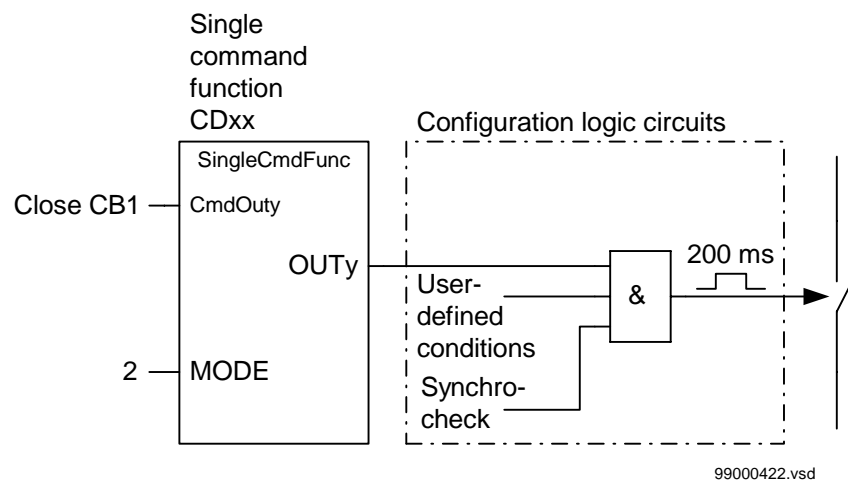 Single
command
function
CDxx
Configuration logic circuits
SingleCmdFunc
Close CB1
CmdOuty
OUTy
200 ms
User-
defined
conditions
&
2
MODE
Synchro-
check
99000422.vsd